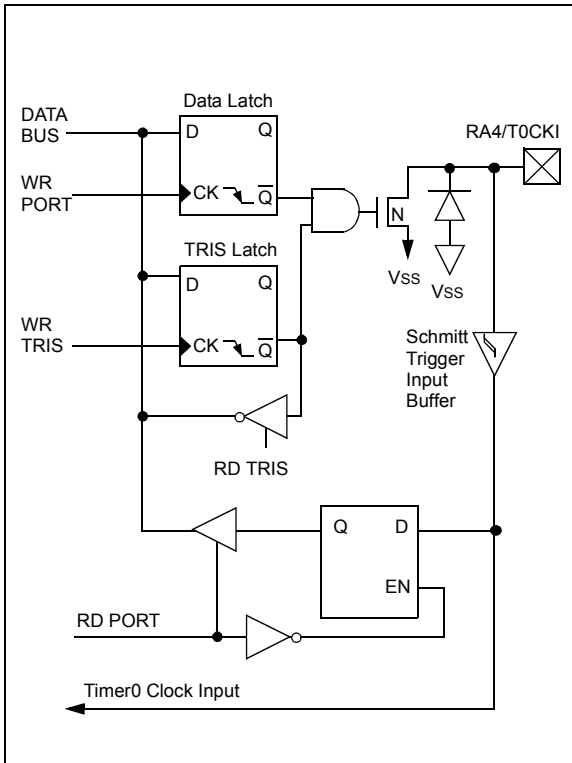 Data Latch
DATA
BUS
D
Q
RA4/T0CKI
WR
PORT
CK
Q
N
VSS
VSS
TRIS Latch
D
Q
WR
TRIS
CK
Q
Schmitt
Trigger
Input
Buffer
RD TRIS
Q
D
EN
RD PORT
Timer0 Clock Input